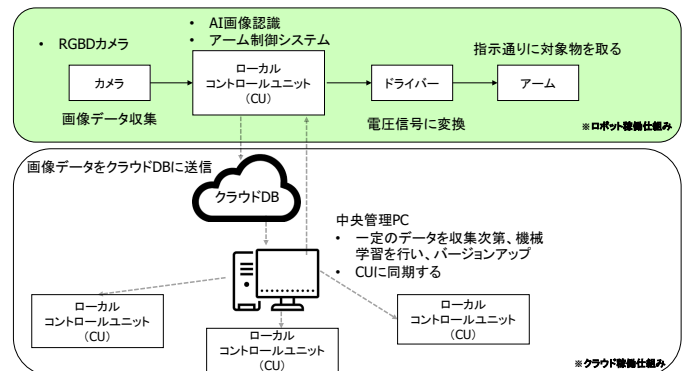 • RGBDカメラ
• AI画像認識
• アーム制御システム
指示通りに対象物を取る
カメラ
ローカル
コントロールユニット
（CU）
ドライバー
アーム
画像データ収集
電圧信号に変換
※ロボット稼働仕組み
画像データをクラウドDBに送信
クラウドDB
中央管理PC
• 一定のデータを収集次第、機械
学習を行い、バージョンアップ
• CUに同期する
ローカル
コントロールユニット
（CU）
ローカル
コントロールユニット
（CU）
ローカル
コントロールユニット
（CU）
※クラウド稼働仕組み